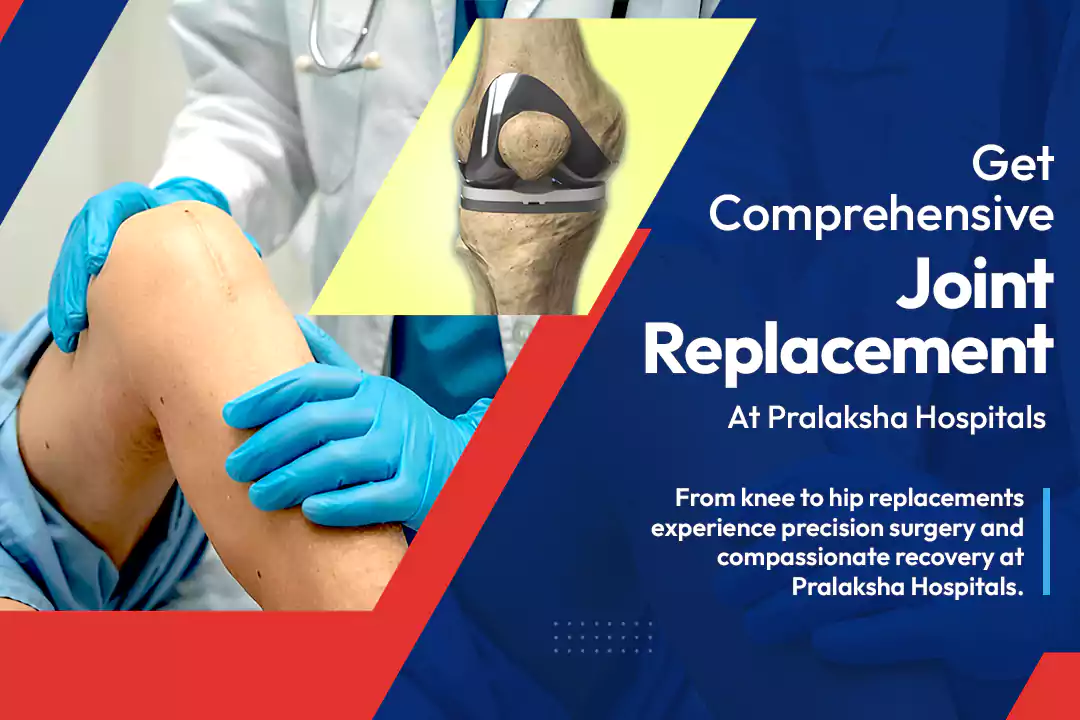 Get
Comprehensive
Joint
Replacement
At Pralaksha Hospitals
From knee to hip replacements
experience precision surgery and
compassionate recovery at
Pralaksha Hospitals.